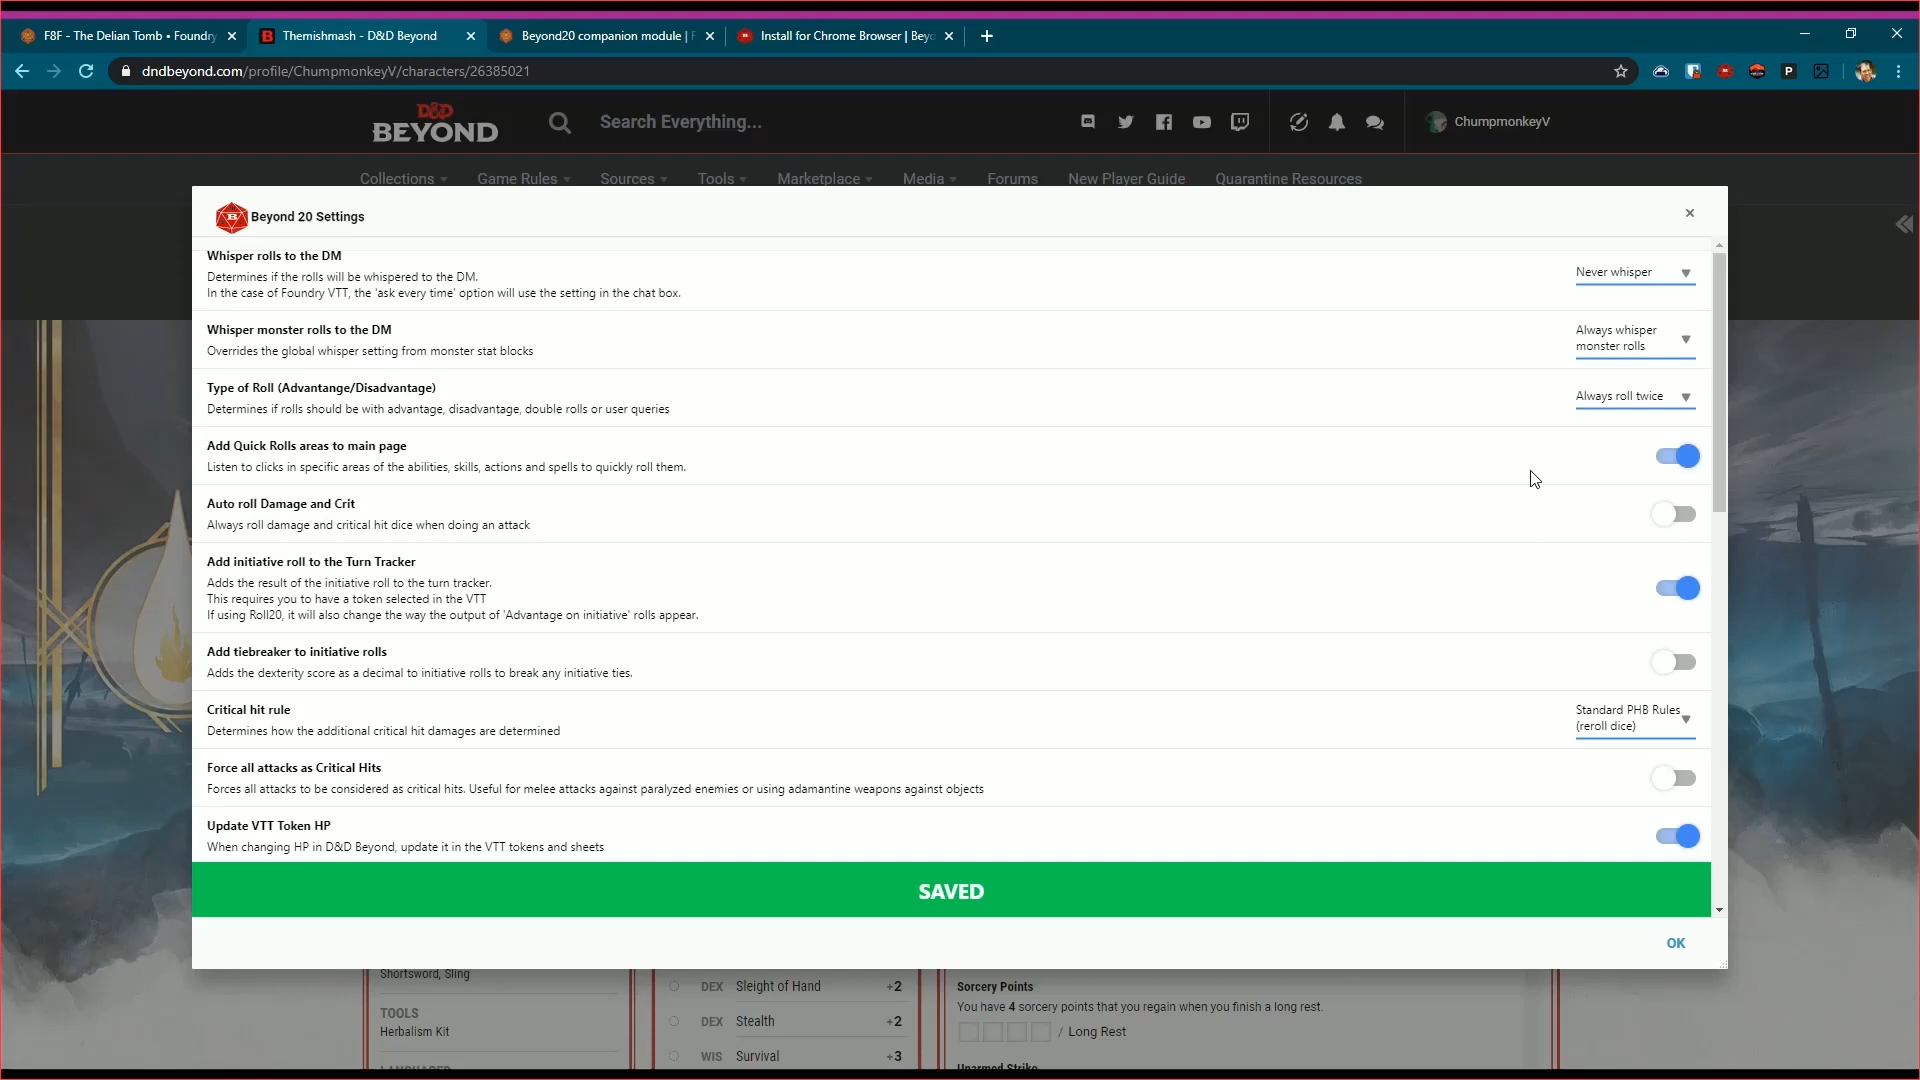 F8F - The Delian Tomb • Foundry
Themishmash - D&D Beyond
Beyond20 companion module |
Install for Chrome Browser | Beyo
dndbeyond.com/profile/ChumpmonkeyV/characters/26385021
P
D&D
BEYOND
Search Everything...
ChumpmonkeyV
Collections
Game Rules
Sources
Tools
Marketplace
Media
Forums
New Player Guide
Quarantine Resources
B
Beyond 20 Settings
Whisper rolls to the DM
Determines if the rolls will be whispered to the DM.
In the case of Foundry VTT, the 'ask every time' option will use the setting in the chat box.
Never whisper
Whisper monster rolls to the DM
Overrides the global whisper setting from monster stat blocks
Always whisper
monster rolls
Type of Roll (Advantange/Disadvantage)
Determines if rolls should be with advantage, disadvantage, double rolls or user queries
Always roll twice
Add Quick Rolls areas to main page
Listen to clicks in specific areas of the abilities, skills, actions and spells to quickly roll them.
Auto roll Damage and Crit
Always roll damage and critical hit dice when doing an attack
Add initiative roll to the Turn Tracker
Adds the result of the initiative roll to the turn tracker.
This requires you to have a token selected in the VTT
If using Roll20, it will also change the way the output of 'Advantage on initiative' rolls appear.
Add tiebreaker to initiative rolls
Adds the dexterity score as a decimal to initiative rolls to break any initiative ties.
Critical hit rule
Determines how the additional critical hit damages are determined
Standard PHB Rules
(reroll dice)
Force all attacks as Critical Hits
Forces all attacks to be considered as critical hits. Useful for melee attacks against paralyzed enemies or using adamantine weapons against objects
Update VTT Token HP
When changing HP in D&D Beyond, update it in the VTT tokens and sheets
SAVED
OK
Shortsword, Sling
TOOLS
Herbalism Kit
LANGUAGES
DEX Sleight of Hand +2
DEX Stealth +2
WIS Survival +3
Sorcery Points
You have 4 sorcery points that you regain when you finish a long rest.
/ Long Rest
Unarmed Strike